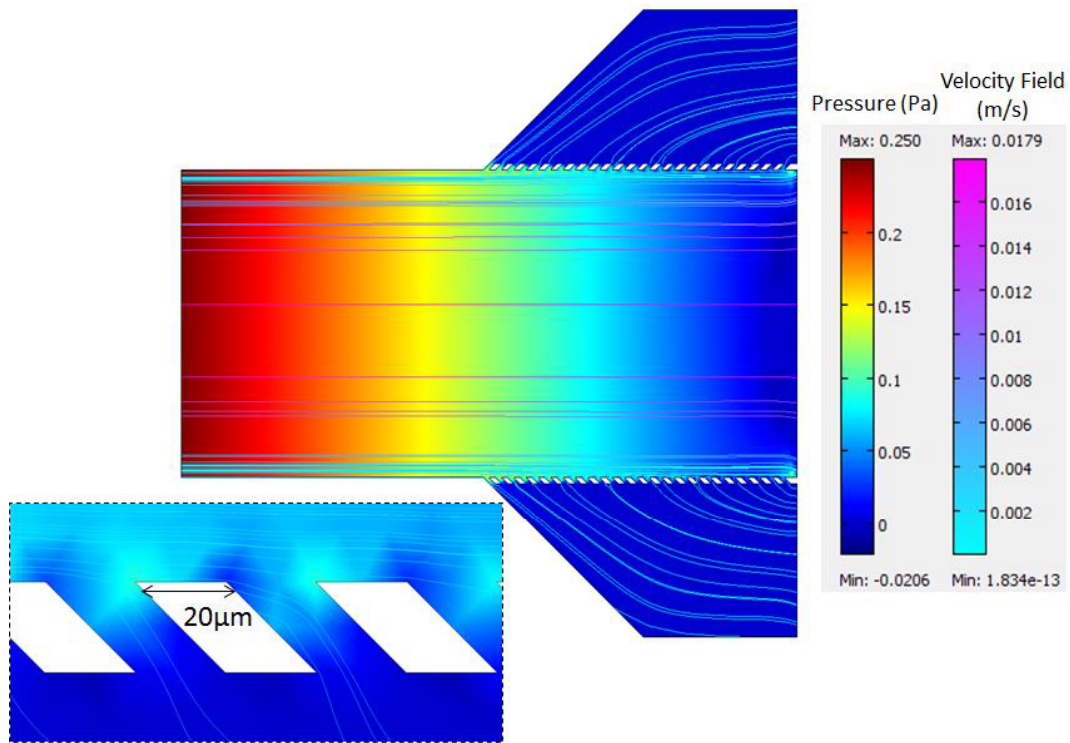 Pressure (Pa)
Velocity Field
(m/s)
Max: 0.250
Max: 0.0179
0.2
0.15
0.1
0.05
0
0.016
0.014
0.012
0.01
0.008
0.006
0.004
0.002
Min: -0.0206
Min: 1.834e-13
20μm